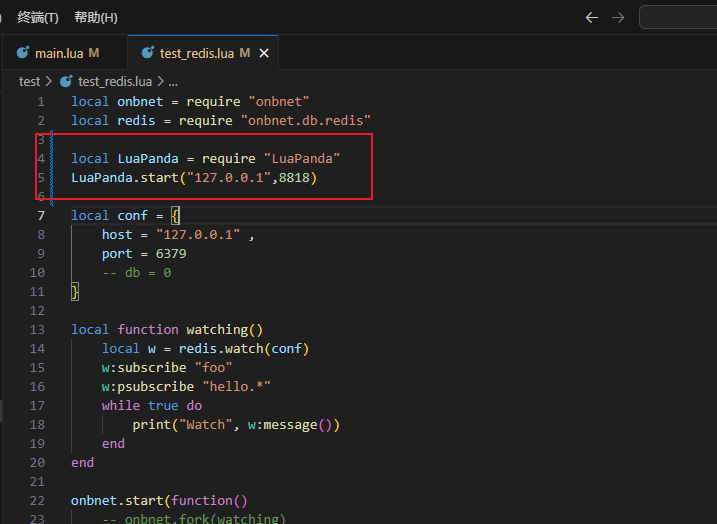 终端(T) 帮助(H)
main.lua M test_redis.lua M
test > test_redis.lua > ...
1 local onbnet = require "onbnet"
2 local redis = require "onbnet.db.redis"
3
4 local LuaPanda = require "LuaPanda"
5 LuaPanda.start("127.0.0.1",8818)
6
7 local conf = {
8 host = "127.0.0.1" ,
9 port = 6379
10 -- db = 0
11 }
12
13 local function watching()
14 local w = redis.watch(conf)
15 w:subscribe "foo"
16 w:psubscribe "hello.*"
17 while true do
18 print("Watch", w:message())
19 end
20 end
21
22 onbnet.start(function()
23 -- onbnet.fork(watching)